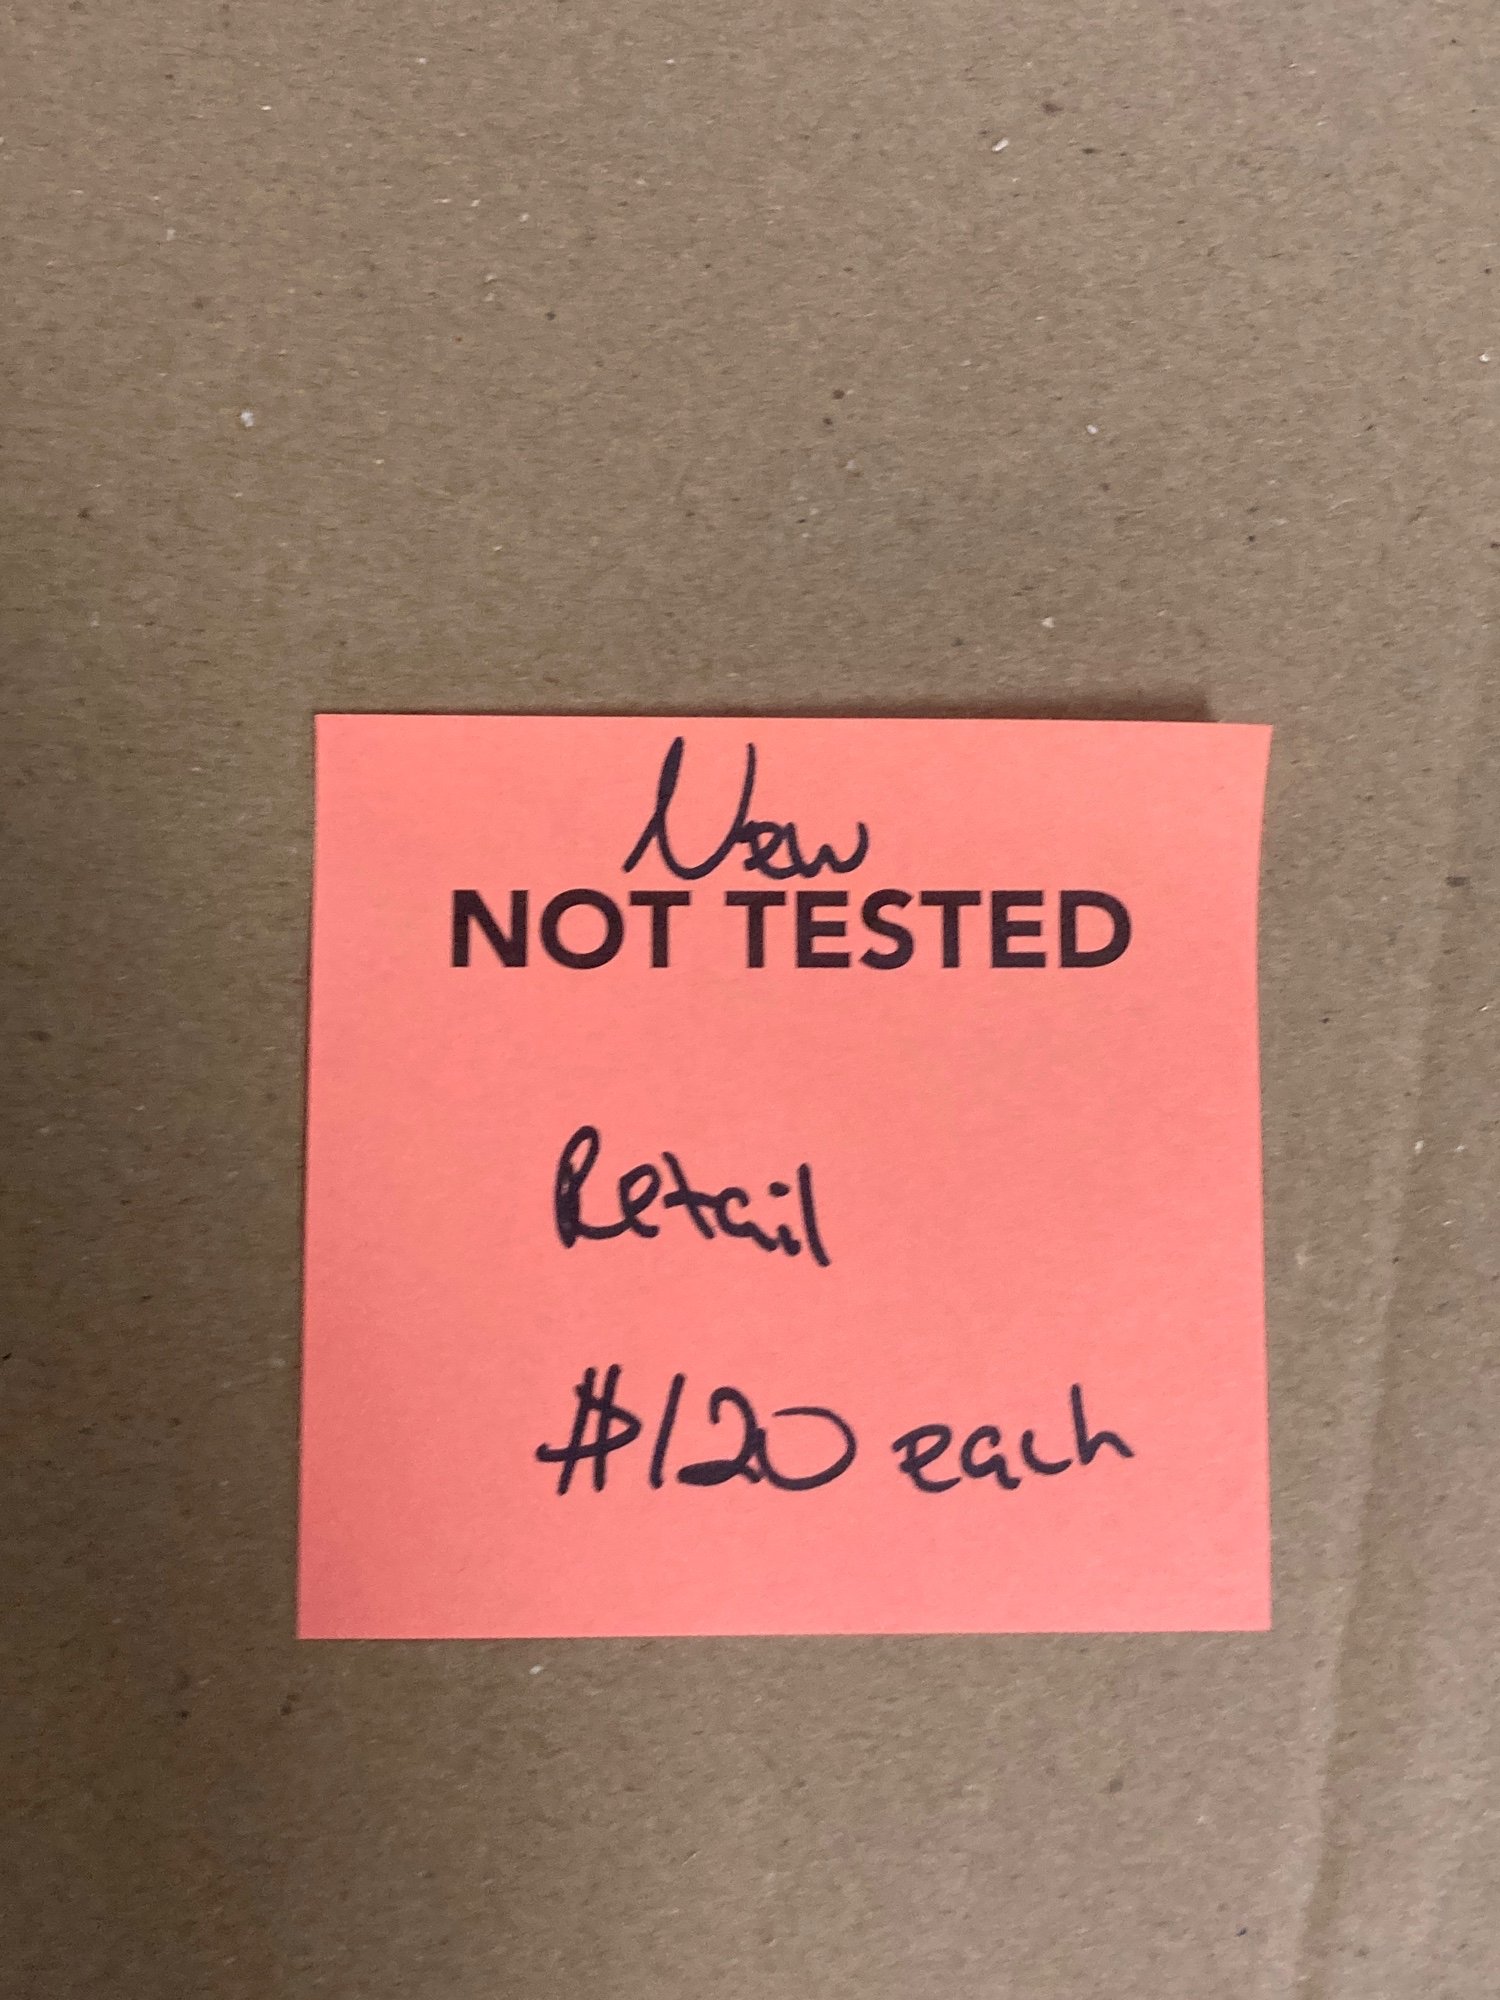 New
NOT TESTED
Retail
$120 each